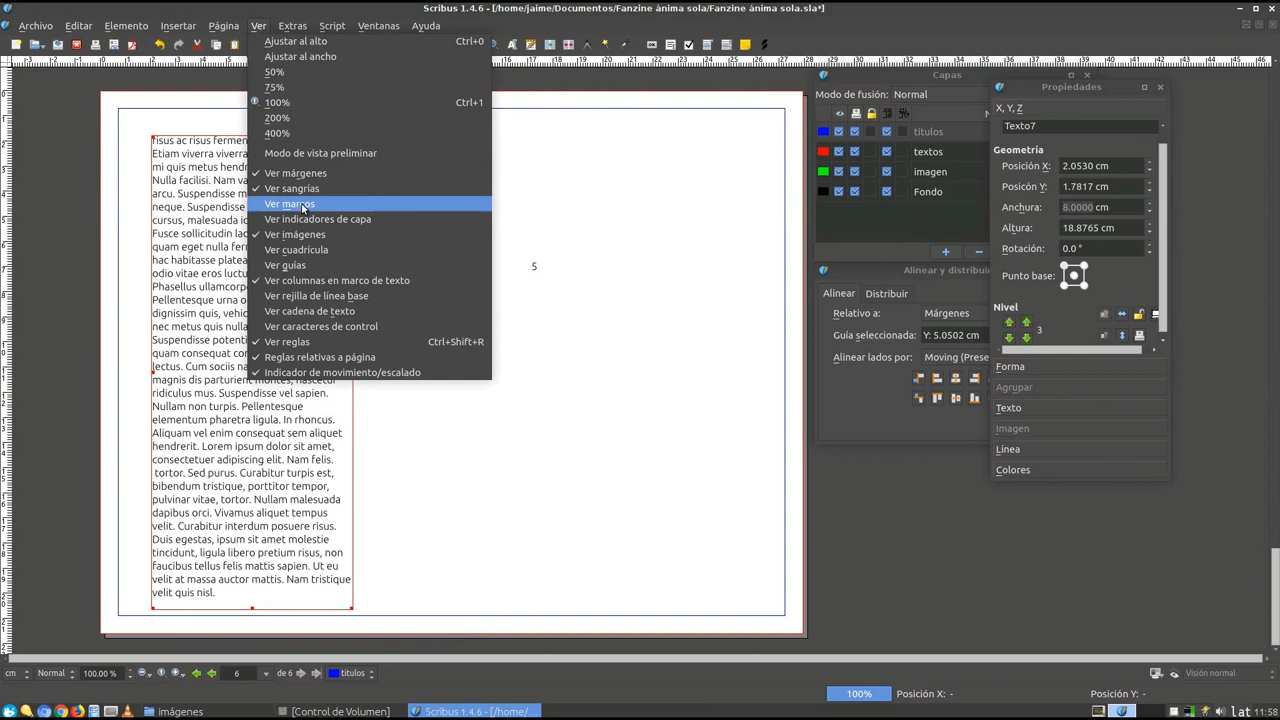 Scribus 1.4.6 - [/home/jaime/Documentos/Fanzine ànima sola/Fanzine ànima sola.sla*]
Archivo Editar Elemento Insertar Página Ver Extras Script Ventanas Ayuda
Ajustar al alto Ctrl+0
Ajustar al ancho
50%
75%
100% Ctrl+1
200%
400%
Modo de vista preliminar
Ver márgenes
Ver sangrías
Ver marcos
Ver indicadores de capa
Ver imágenes
Ver cuadrícula
Ver guías
Ver columnas en marco de texto
Ver rejilla de línea base
Ver cadena de texto
Ver caracteres de control
Ver reglas Ctrl+Shift+R
Reglas relativas a página
Indicador de movimiento/escalado
risus ac risus fermen
Etiam viverra viverra
mi quis metus hendr
Nulla facilisi. Nam va
arcu. Suspendisse m
neque. Suspendisse
cursus, malesuada ic
Fusce sollicitudin lac
quam eget nulla fern
hac habitasse platea
odio vitae eros luctu
Phasellus ullamcorp
dignissim quis, vehic
nec metus quis nulla
Suspendisse potenti
quam consequat cor
lectus. Cum sociis na
magnis dis parturient montes, nascetur
ridiculus mus. Suspendisse vel sapien.
Nullam non turpis. Pellentesque
elementum pharetra ligula. In rhoncus.
Aliquam vel enim consequat sem aliquet
hendrerit. Lorem ipsum dolor sit amet,
consectetuer adipiscing elit. Nam felis.
tortor. Sed purus. Curabitur turpis est,
bibendum tristique, porttitor tempor,
pulvinar vitae, tortor. Nullam malesuada
dapibus orci. Vivamus aliquet tempus
velit. Curabitur interdum posuere risus.
Duis egestas, ipsum sit amet molestie
tincidunt, ligula libero pretium risus, non
faucibus tellus felis mattis sapien. Ut eu
velit at massa auctor mattis. Nam tristique
velit quis nisl.
5
Capas
Modo de fusión: Normal
N
titulos
textos
imagen
Fondo
Alinear y distribuir
Alinear Distribuir
Relativo a: Márgenes
Guía seleccionada: Y: 5.0502 cm
Alinear lados por: Moving (Prese
Propiedades
X, Y, Z
Texto7
Geometría
Posición X: 2.0530 cm
Posición Y: 1.7817 cm
Anchura: 8.0000 cm
Altura: 18.8765 cm
Rotación: 0.0 °
Punto base:
Nivel
3
Forma
Agrupar
Texto
Imagen
Línea
Colores
cm Normal 100.00 % 6 de 6 titulos Visión normal
100% Posición X: - Posición Y: -
imágenes [Control de Volumen] Scribus 1.4.6 - [/home/... lat 11:58